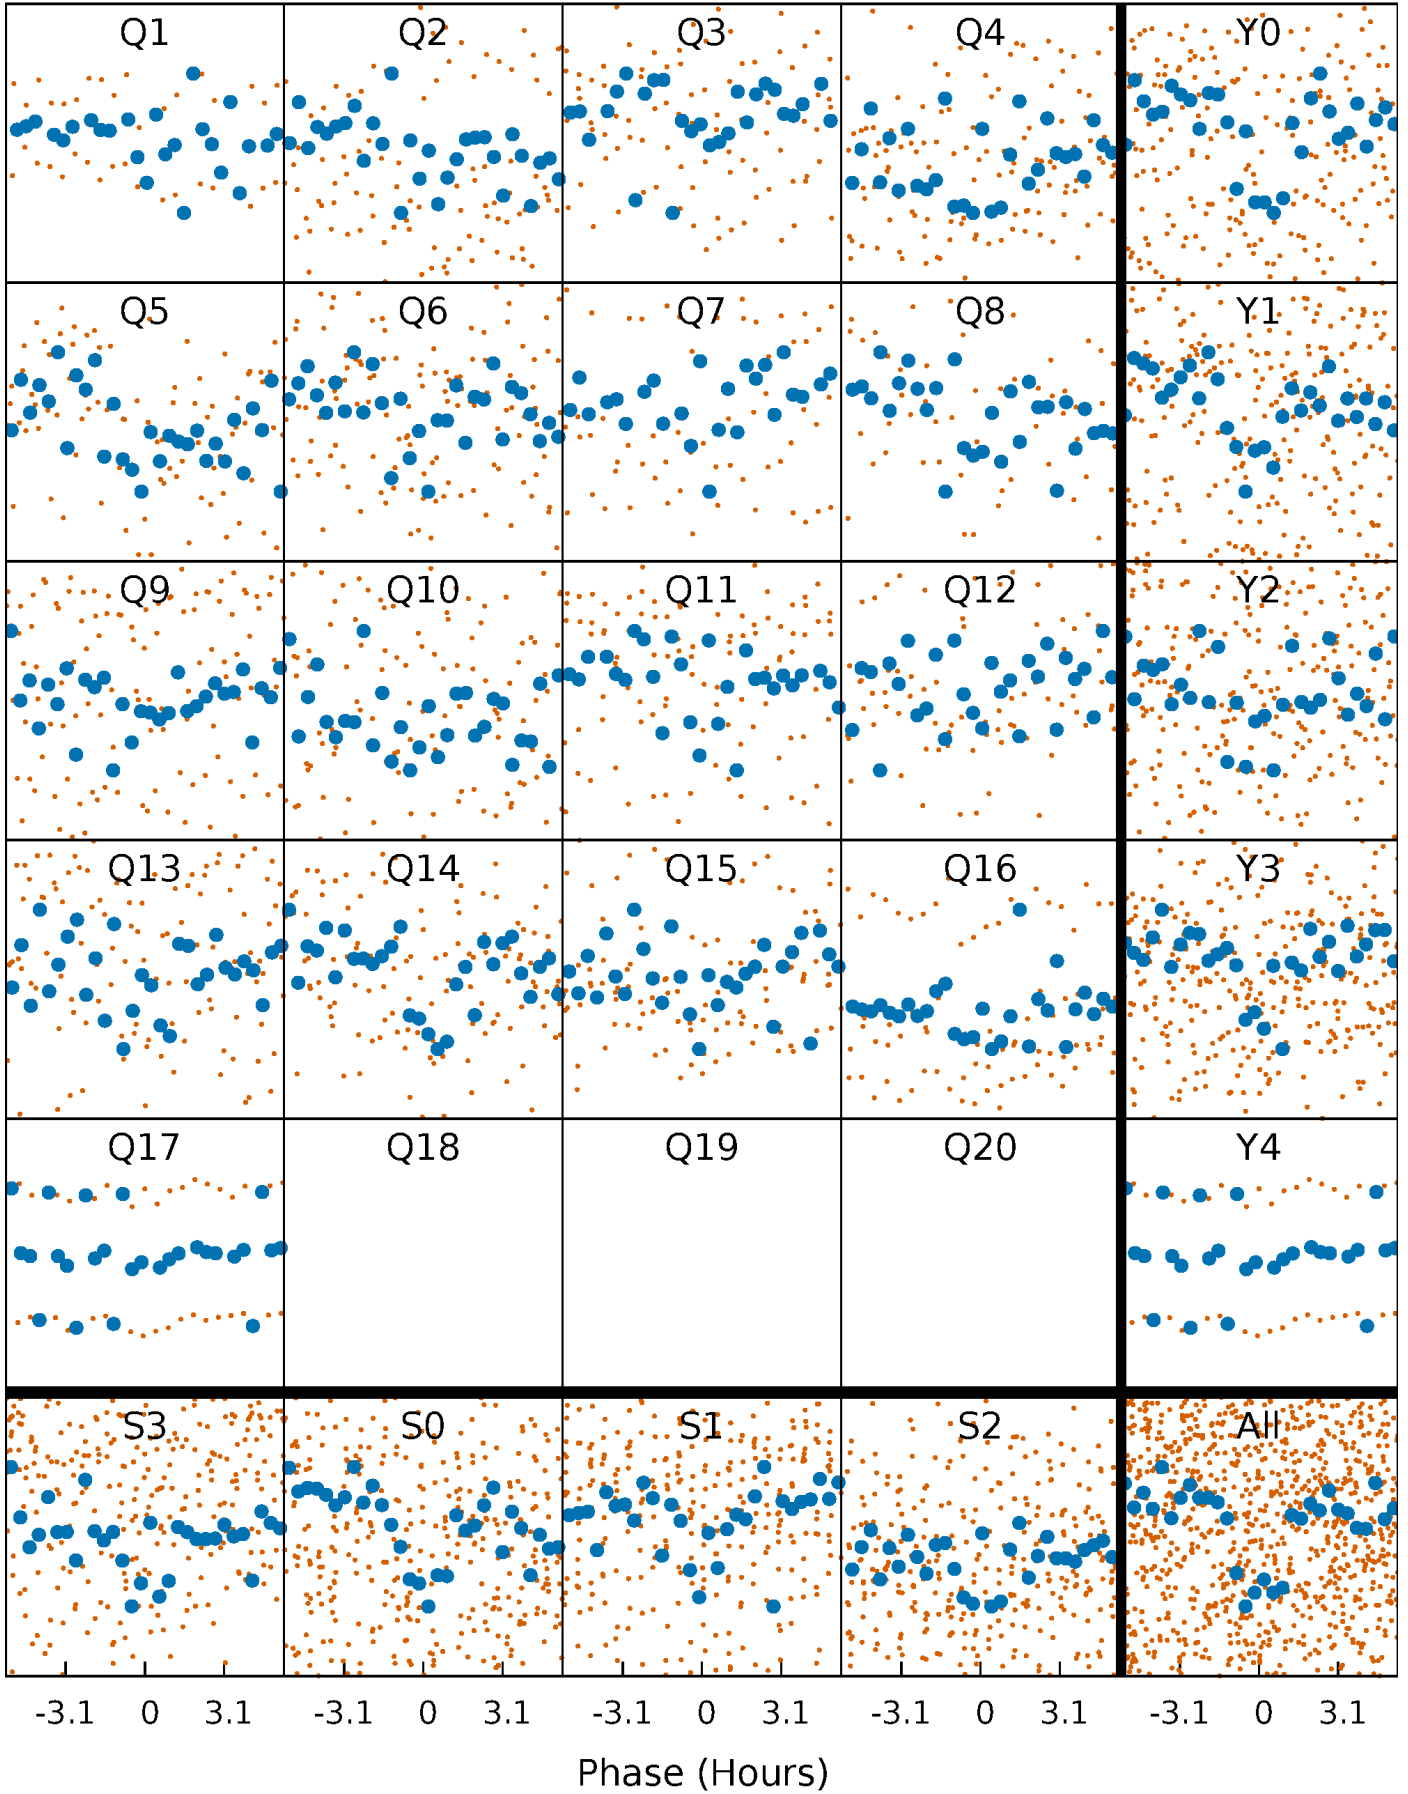 Q1 Q2 Q3 Q4 Y0
Q5 Q6 Q7 Q8 Y1
Q9 Q10 Q11 Q12 Y2
Q13 Q14 Q15 Q16 Y3
Q17 Q18 Q19 Q20 Y4
S3 S0 S1 S2 All
-3.1 0 3.1 -3.1 0 3.1 -3.1 0 3.1 -3.1 0 3.1 -3.1 0 3.1
Phase (Hours)